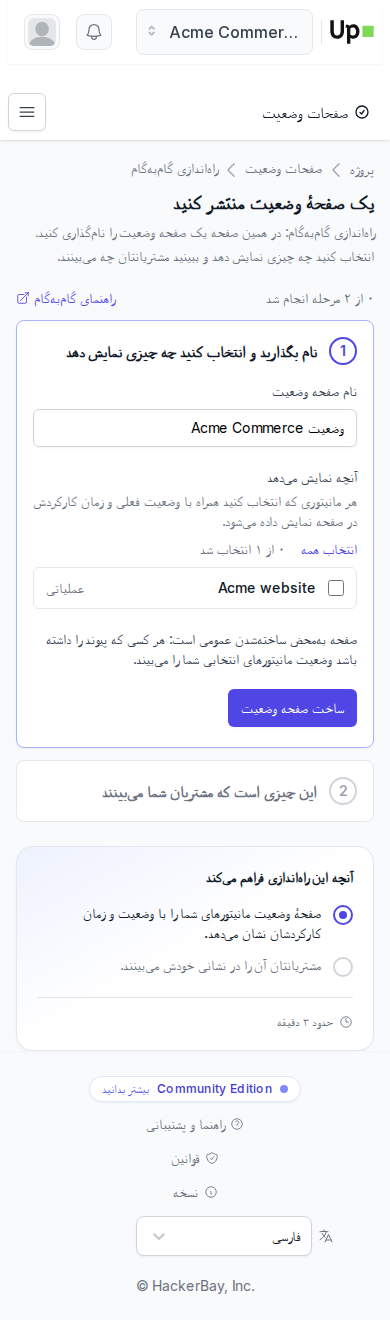 Up
Acme Commer...
صفحات وضعیت
پروژه
صفحات وضعیت
راه‌اندازی گام‌به‌گام
یک صفحهٔ وضعیت منتشر کنید
راه‌اندازی گام‌به‌گام: در همین صفحه یک صفحه وضعیت را نام‌گذاری کنید.
انتخاب کنید چه چیزی نمایش دهد و ببینید مشتریانتان چه می‌بینند.
۰ از ۲ مرحله انجام شد
راهنمای گام‌به‌گام
1
نام بگذارید و انتخاب کنید چه چیزی نمایش دهد
نام صفحه وضعیت
وضعیت Acme Commerce
آنچه نمایش می‌دهد
هر مانیتوری که انتخاب کنید همراه با وضعیت فعلی و زمان کارکردش
در صفحه نمایش داده می‌شود.
انتخاب همه
۰ از ۱ انتخاب شد
Acme website
عملیاتی
صفحه به‌محض ساخته‌شدن عمومی است: هر کسی که پیوند را داشته
باشد وضعیت مانیتورهای انتخابی شما را می‌بیند.
ساخت صفحه وضعیت
2
این چیزی است که مشتریان شما می‌بینند
آنچه این راه‌اندازی فراهم می‌کند
صفحهٔ وضعیت مانیتورهای شما را با وضعیت و زمان
کارکردشان نشان می‌دهد.
مشتریانتان آن را در نشانی خودش می‌بینند.
حدود ۳ دقیقه
Community Edition بیشتر بدانید
راهنما و پشتیبانی
قوانین
نسخه
فارسی
© HackerBay, Inc.